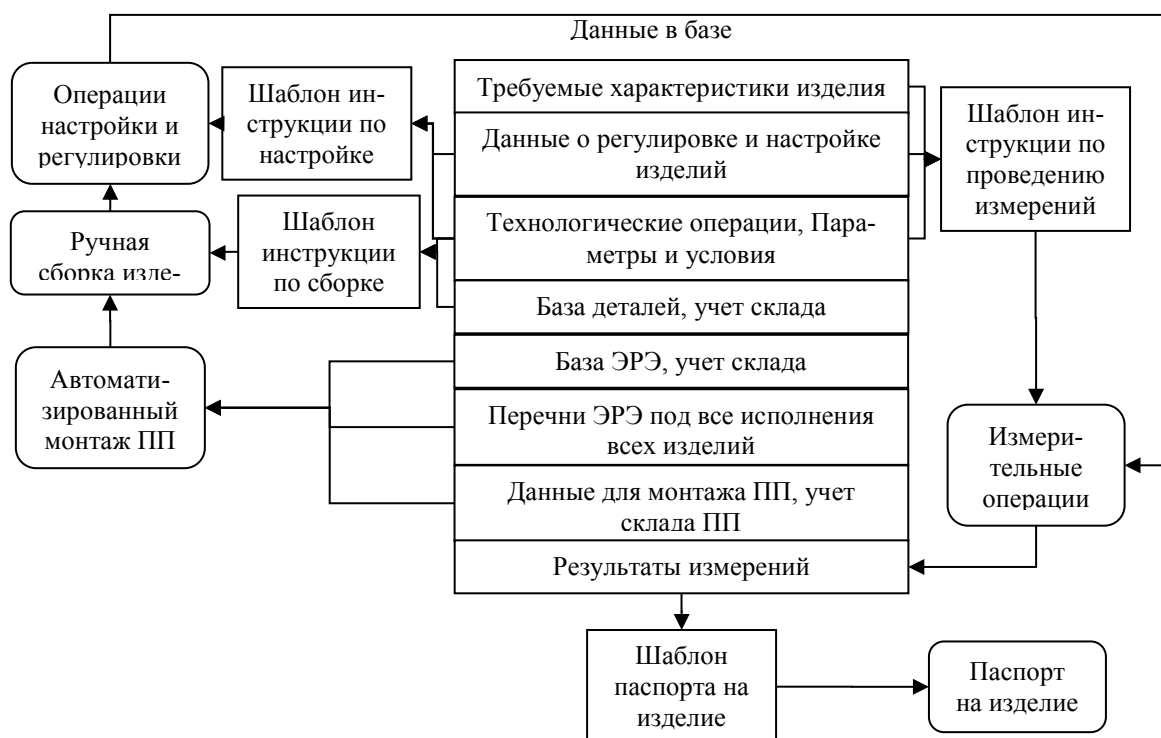 Данные в базе
Операции
настройки и
регулировки
Шаблон ин-
струкции по
настройке
Требуемые характеристики изделия
Данные о регулировке и настройке
изделий
Шаблон ин-
струкции по
проведению
измерений
Ручная
сборка изде-
Шаблон
инструкции
по сборке
Технологические операции, Пара-
метры и условия
База деталей, учет склада
Автомати-
зированный
монтаж ПП
База ЭРЭ, учет склада
Перечни ЭРЭ под все исполнения
всех изделий
Данные для монтажа ПП, учет
склада ПП
Результаты измерений
Измери-
тельные
операции
Шаблон
паспорта на
изделие
Паспорт
на изделие